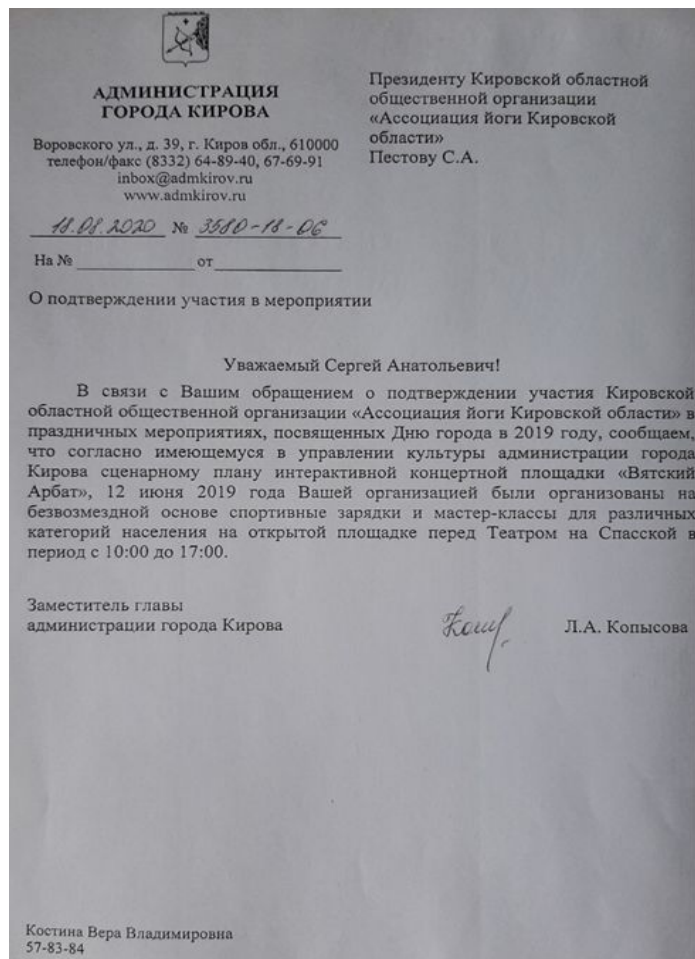 АДМИНИСТРАЦИЯ
ГОРОДА КИРОВА
Воровского ул., д. 39, г. Киров обл., 610000
телефон/факс (8332) 64-89-40, 67-69-91
inbox@admkirov.ru
www.admkirov.ru
18.08.2020 № 3580-18-06
На № от
Президенту Кировской областной
общественной организации
«Ассоциация йоги Кировской
области»
Пестову С.А.
О подтверждении участия в мероприятии
Уважаемый Сергей Анатольевич!
В связи с Вашим обращением о подтверждении участия Кировской
областной общественной организации «Ассоциация йоги Кировской области» в
праздничных мероприятиях, посвященных Дню города в 2019 году, сообщаем,
что согласно имеющемуся в управлении культуры администрации города
Кирова сценарному плану интерактивной концертной площадки «Вятский
Арбат», 12 июня 2019 года Вашей организацией были организованы на
безвозмездной основе спортивные зарядки и мастер-классы для различных
категорий населения на открытой площадке перед Театром на Спасской в
период с 10:00 до 17:00.
Заместитель главы
администрации города Кирова
Л.А. Копысова
Костина Вера Владимировна
57-83-84